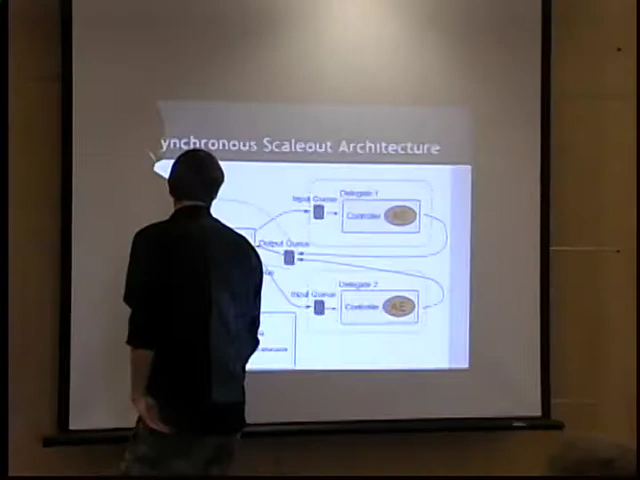 ynchronous Scaleout Architecture
Delegate 1
Input Queue
Controller
AE
Output Queue
Delegate 2
Input Queue
Controller
AE